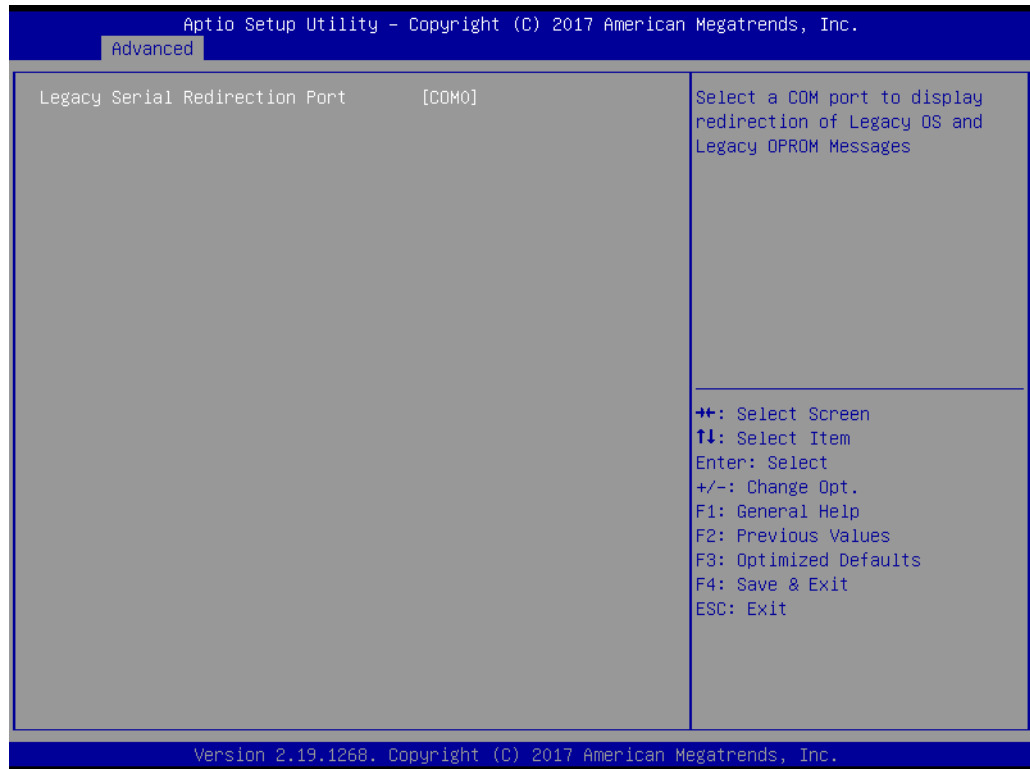 Aptio Setup Utility – Copyright (C) 2017 American Megatrends, Inc.
Advanced
Legacy Serial Redirection Port [COM0]
Select a COM port to display
redirection of Legacy OS and
Legacy OPROM Messages
→←: Select Screen
↑↓: Select Item
Enter: Select
+/-: Change Opt.
F1: General Help
F2: Previous Values
F3: Optimized Defaults
F4: Save & Exit
ESC: Exit
Version 2.19.1268. Copyright (C) 2017 American Megatrends, Inc.